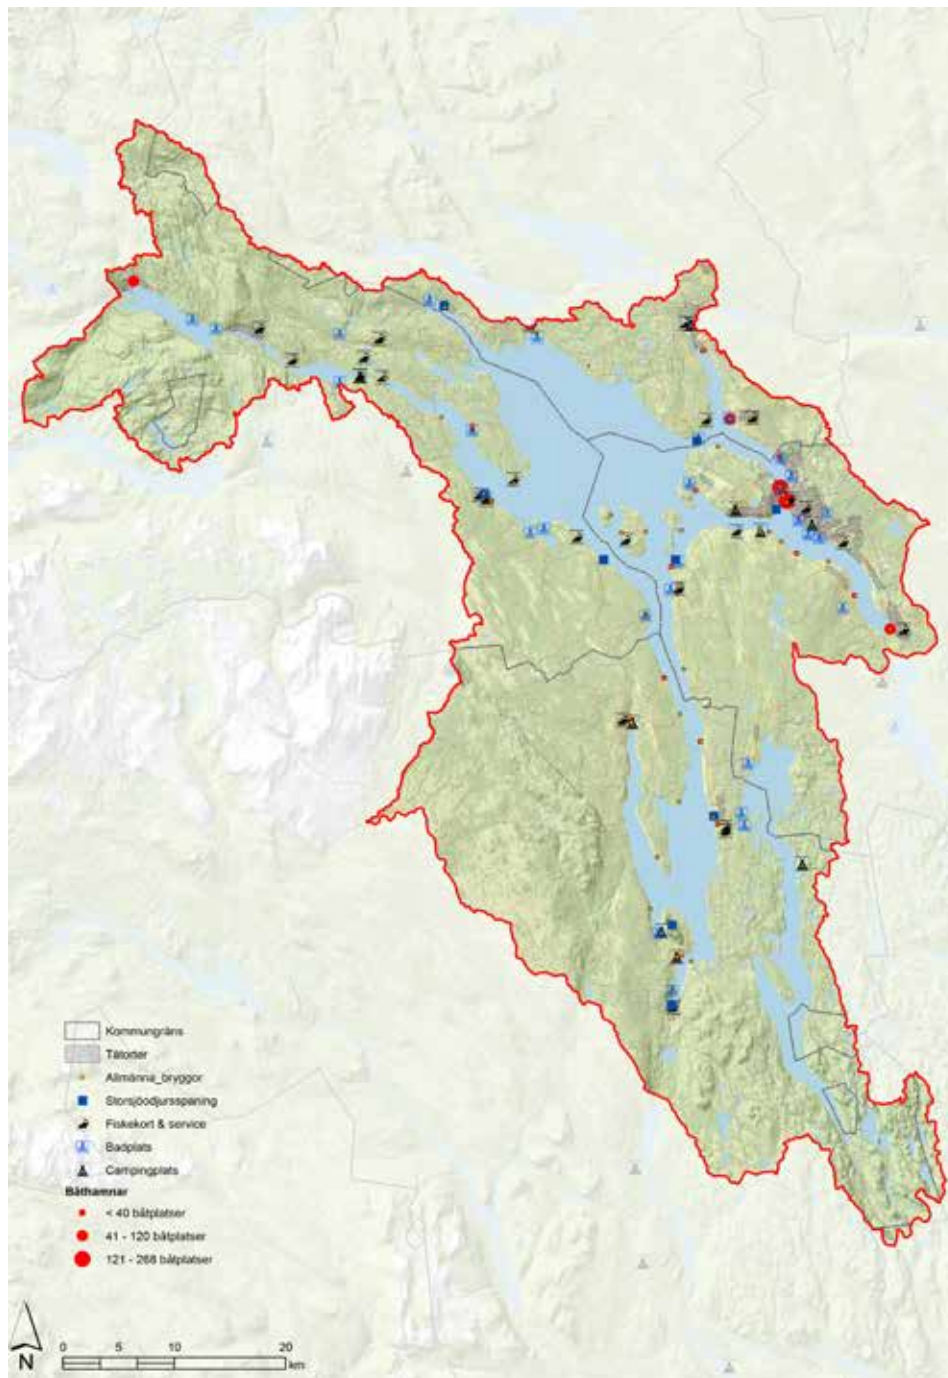 Kommungräns
Tätorter
Allmänna_bryggor
Storsjöodjursspaning
Fiskekort & service
Badplats
Campingplats
Båthamnar
< 40 båtplatser
41 - 120 båtplatser
121 - 268 båtplatser
N
0 5 10 20
km